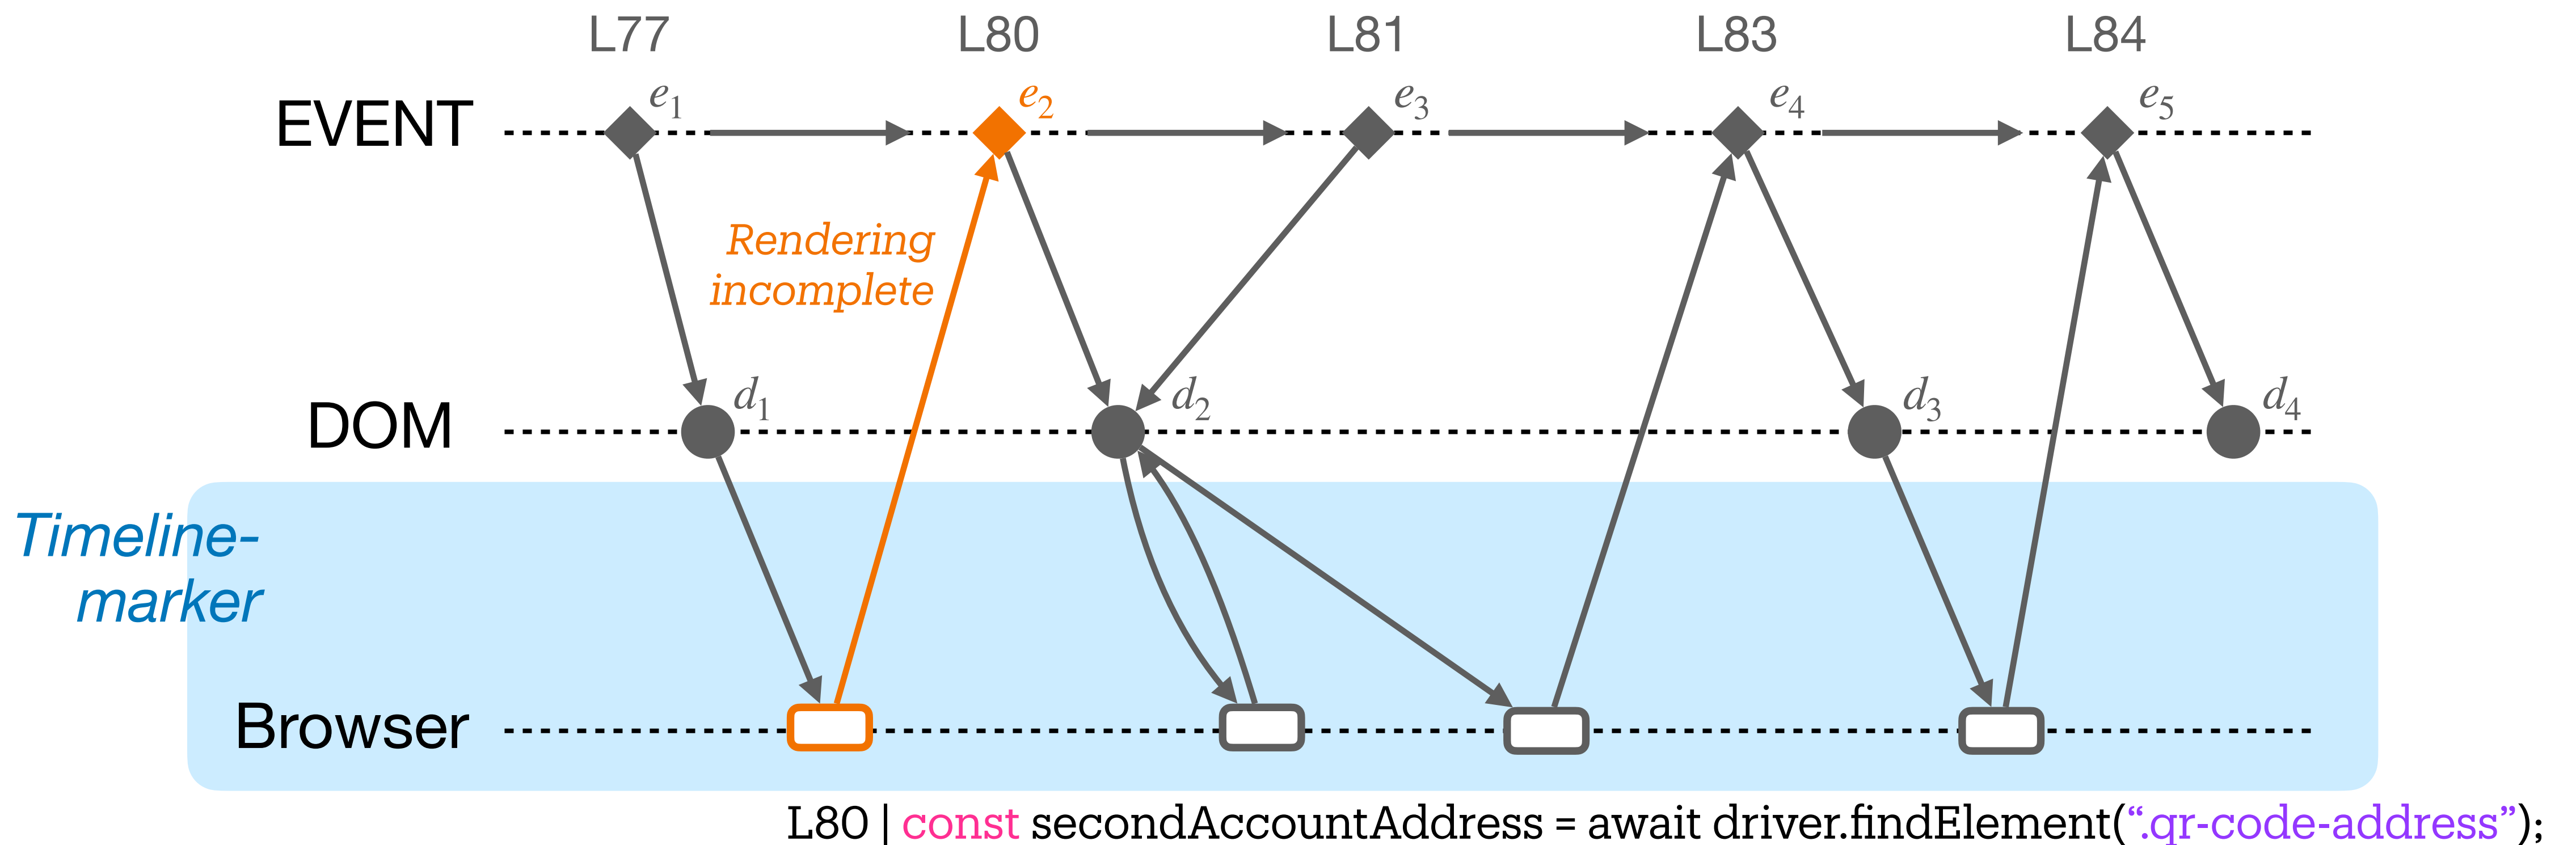 L77 L80 L81 L83 L84
EVENT e₁ e₂ e₃ e₄ e₅
Rendering
incomplete
DOM d₁ d₂ d₃ d₄
Timeline-
marker
Browser
L80 | const secondAccountAddress = await driver.findElement(“.qr-code-address”);